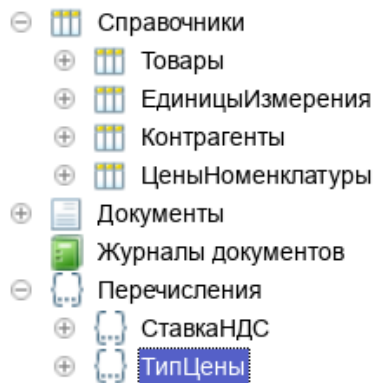 Справочники
Товары
ЕдиницыИзмерения
Контрагенты
ЦеныНоменклатуры
Документы
Журналы документов
Перечисления
СтавкаНДС
ТипЦены